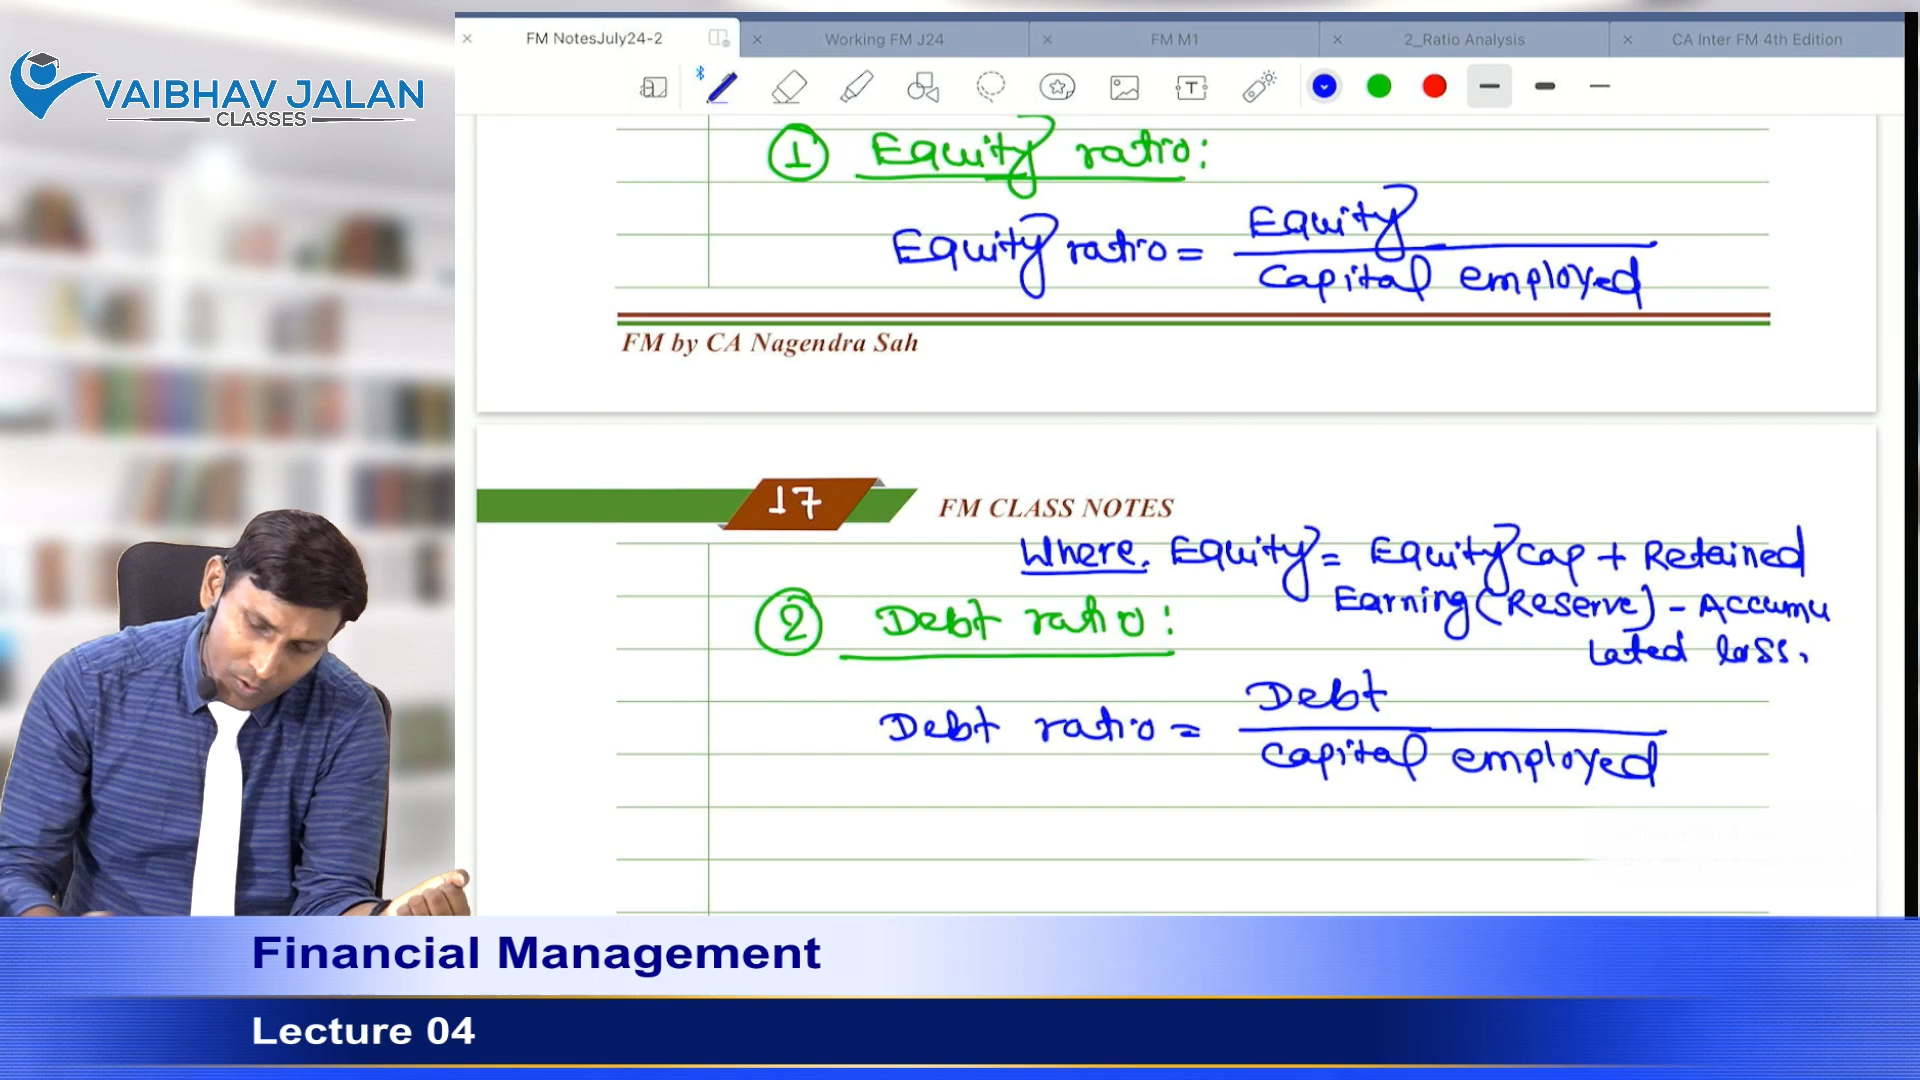 VAIBHAV JALAN
CLASSES
FM NotesJuly24-2
Working FM J24
FM M1
2_Ratio Analysis
CA Inter FM 4th Edition
① Equity ratio:
Equity ratio = Equity
Capital employed
FM by CA Nagendra Sah
17
FM CLASS NOTES
Where. Equity = Equity cap + Retained
Earning (Reserve) - Accumu
lated loss.
② Debt ratio:
Debt ratio = Debt
Capital employed
Financial Management
Lecture 04